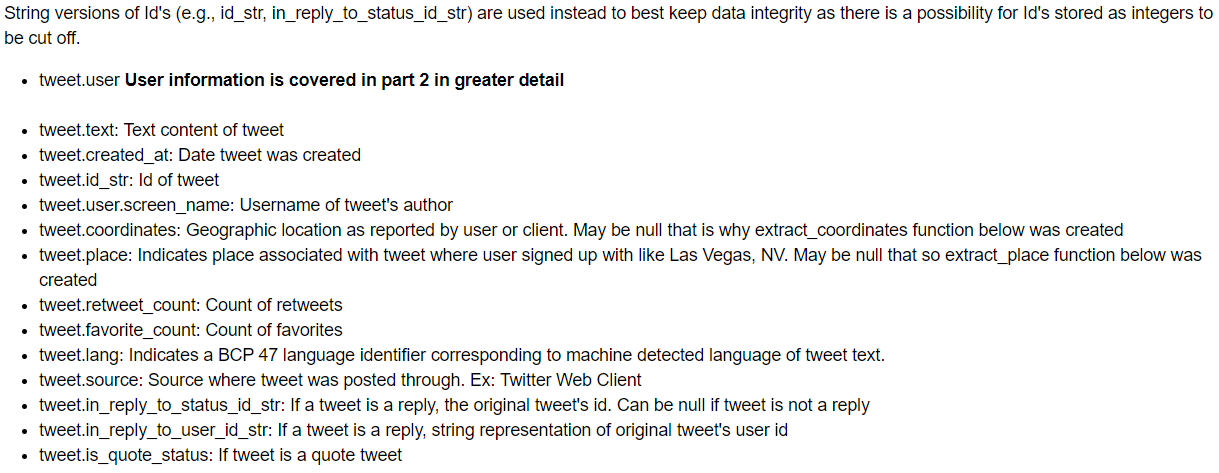 String versions of Id's (e.g., id_str, in_reply_to_status_id_str) are used instead to best keep data integrity as there is a possibility for Id's stored as integers to
be cut off.
• tweet.user User information is covered in part 2 in greater detail
• tweet.text: Text content of tweet
• tweet.created_at: Date tweet was created
• tweet.id_str: Id of tweet
• tweet.user.screen_name: Username of tweet's author
• tweet.coordinates: Geographic location as reported by user or client. May be null that is why extract_coordinates function below was created
• tweet.place: Indicates place associated with tweet where user signed up with like Las Vegas, NV. May be null that so extract_place function below was
created
• tweet.retweet_count: Count of retweets
• tweet.favorite_count: Count of favorites
• tweet.lang: Indicates a BCP 47 language identifier corresponding to machine detected language of tweet text.
• tweet.source: Source where tweet was posted through. Ex: Twitter Web Client
• tweet.in_reply_to_status_id_str: If a tweet is a reply, the original tweet's id. Can be null if tweet is not a reply
• tweet.in_reply_to_user_id_str: If a tweet is a reply, string representation of original tweet's user id
• tweet.is_quote_status: If tweet is a quote tweet